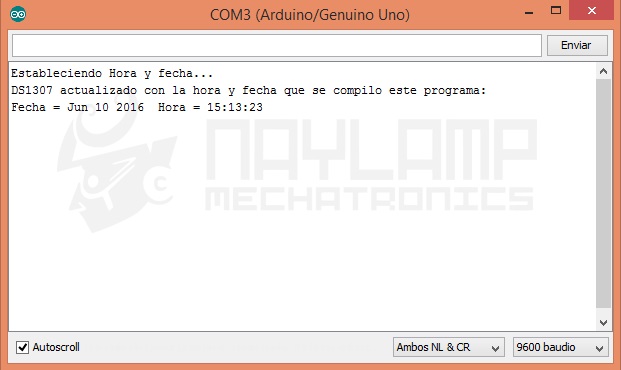 COM3 (Arduino/Genuino Uno)
Enviar
Estableciendo Hora y fecha...
DS1307 actualizado con la hora y fecha que se compilo este programa:
Fecha = Jun 10 2016  Hora = 15:13:23
NAYLAMP
MECHATRONICS
Autoscroll
Ambos NL & CR
9600 baudio